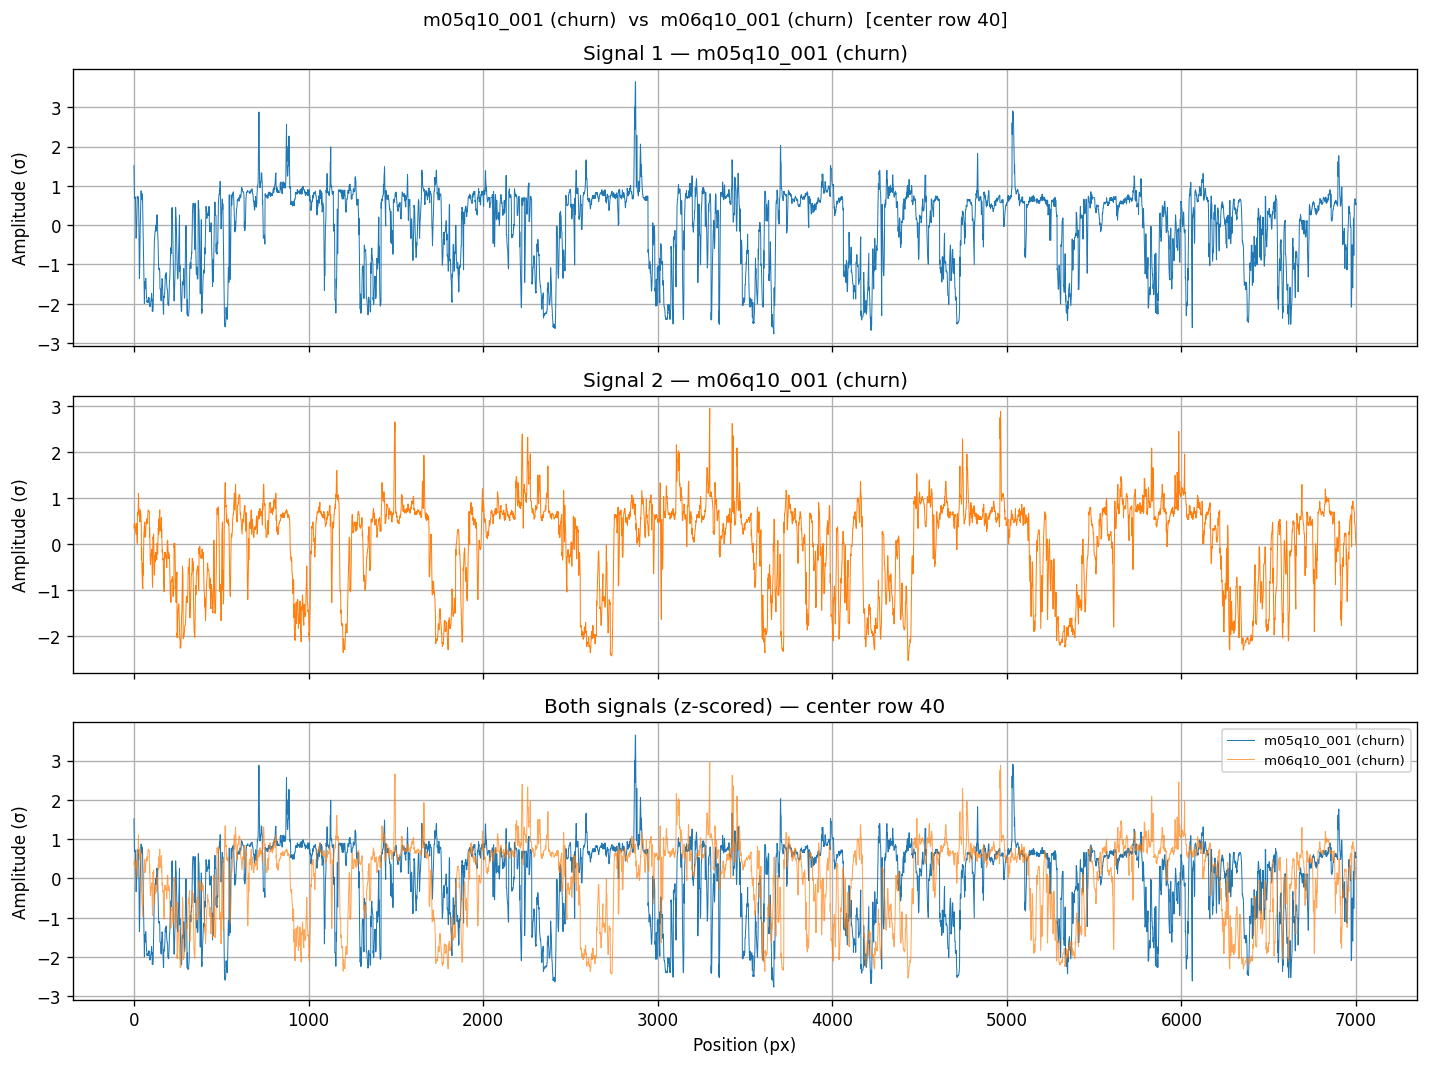 m05q10_001 (churn)  vs  m06q10_001 (churn)  [center row 40]
Signal 1 — m05q10_001 (churn)
Amplitude (σ)
3
2
1
0
−1
−2
−3
Signal 2 — m06q10_001 (churn)
Amplitude (σ)
3
2
1
0
−1
−2
Both signals (z-scored) — center row 40
m05q10_001 (churn)
m06q10_001 (churn)
Amplitude (σ)
3
2
1
0
−1
−2
−3
0 1000 2000 3000 4000 5000 6000 7000
Position (px)